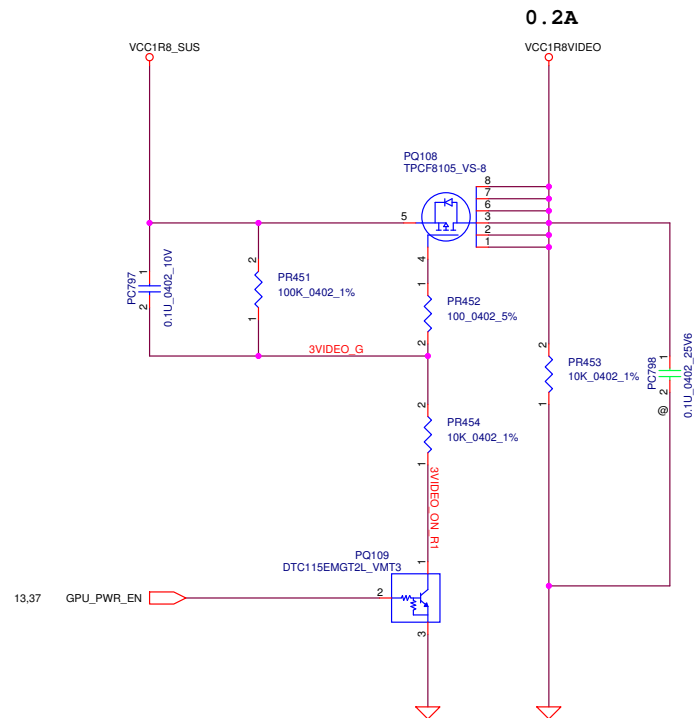 0.2A
VCC1R8_SUS
VCC1R8VIDEO
PQ108
TPCF8105_VS-8
8
7
6
5
3
2
1
4
1
PC797
2
0.1U_0402_10V
2
PR451
100K_0402_1%
1
1
PR452
100_0402_5%
2
3VIDEO_G
2
PR453
10K_0402_1%
1
1
PC798
2
@
0.1U_0402_25V6
2
PR454
10K_0402_1%
1
3VIDEO_ON_R1
PQ109
DTC115EMGT2L_VMT3
1
13,37 GPU_PWR_EN
2
3